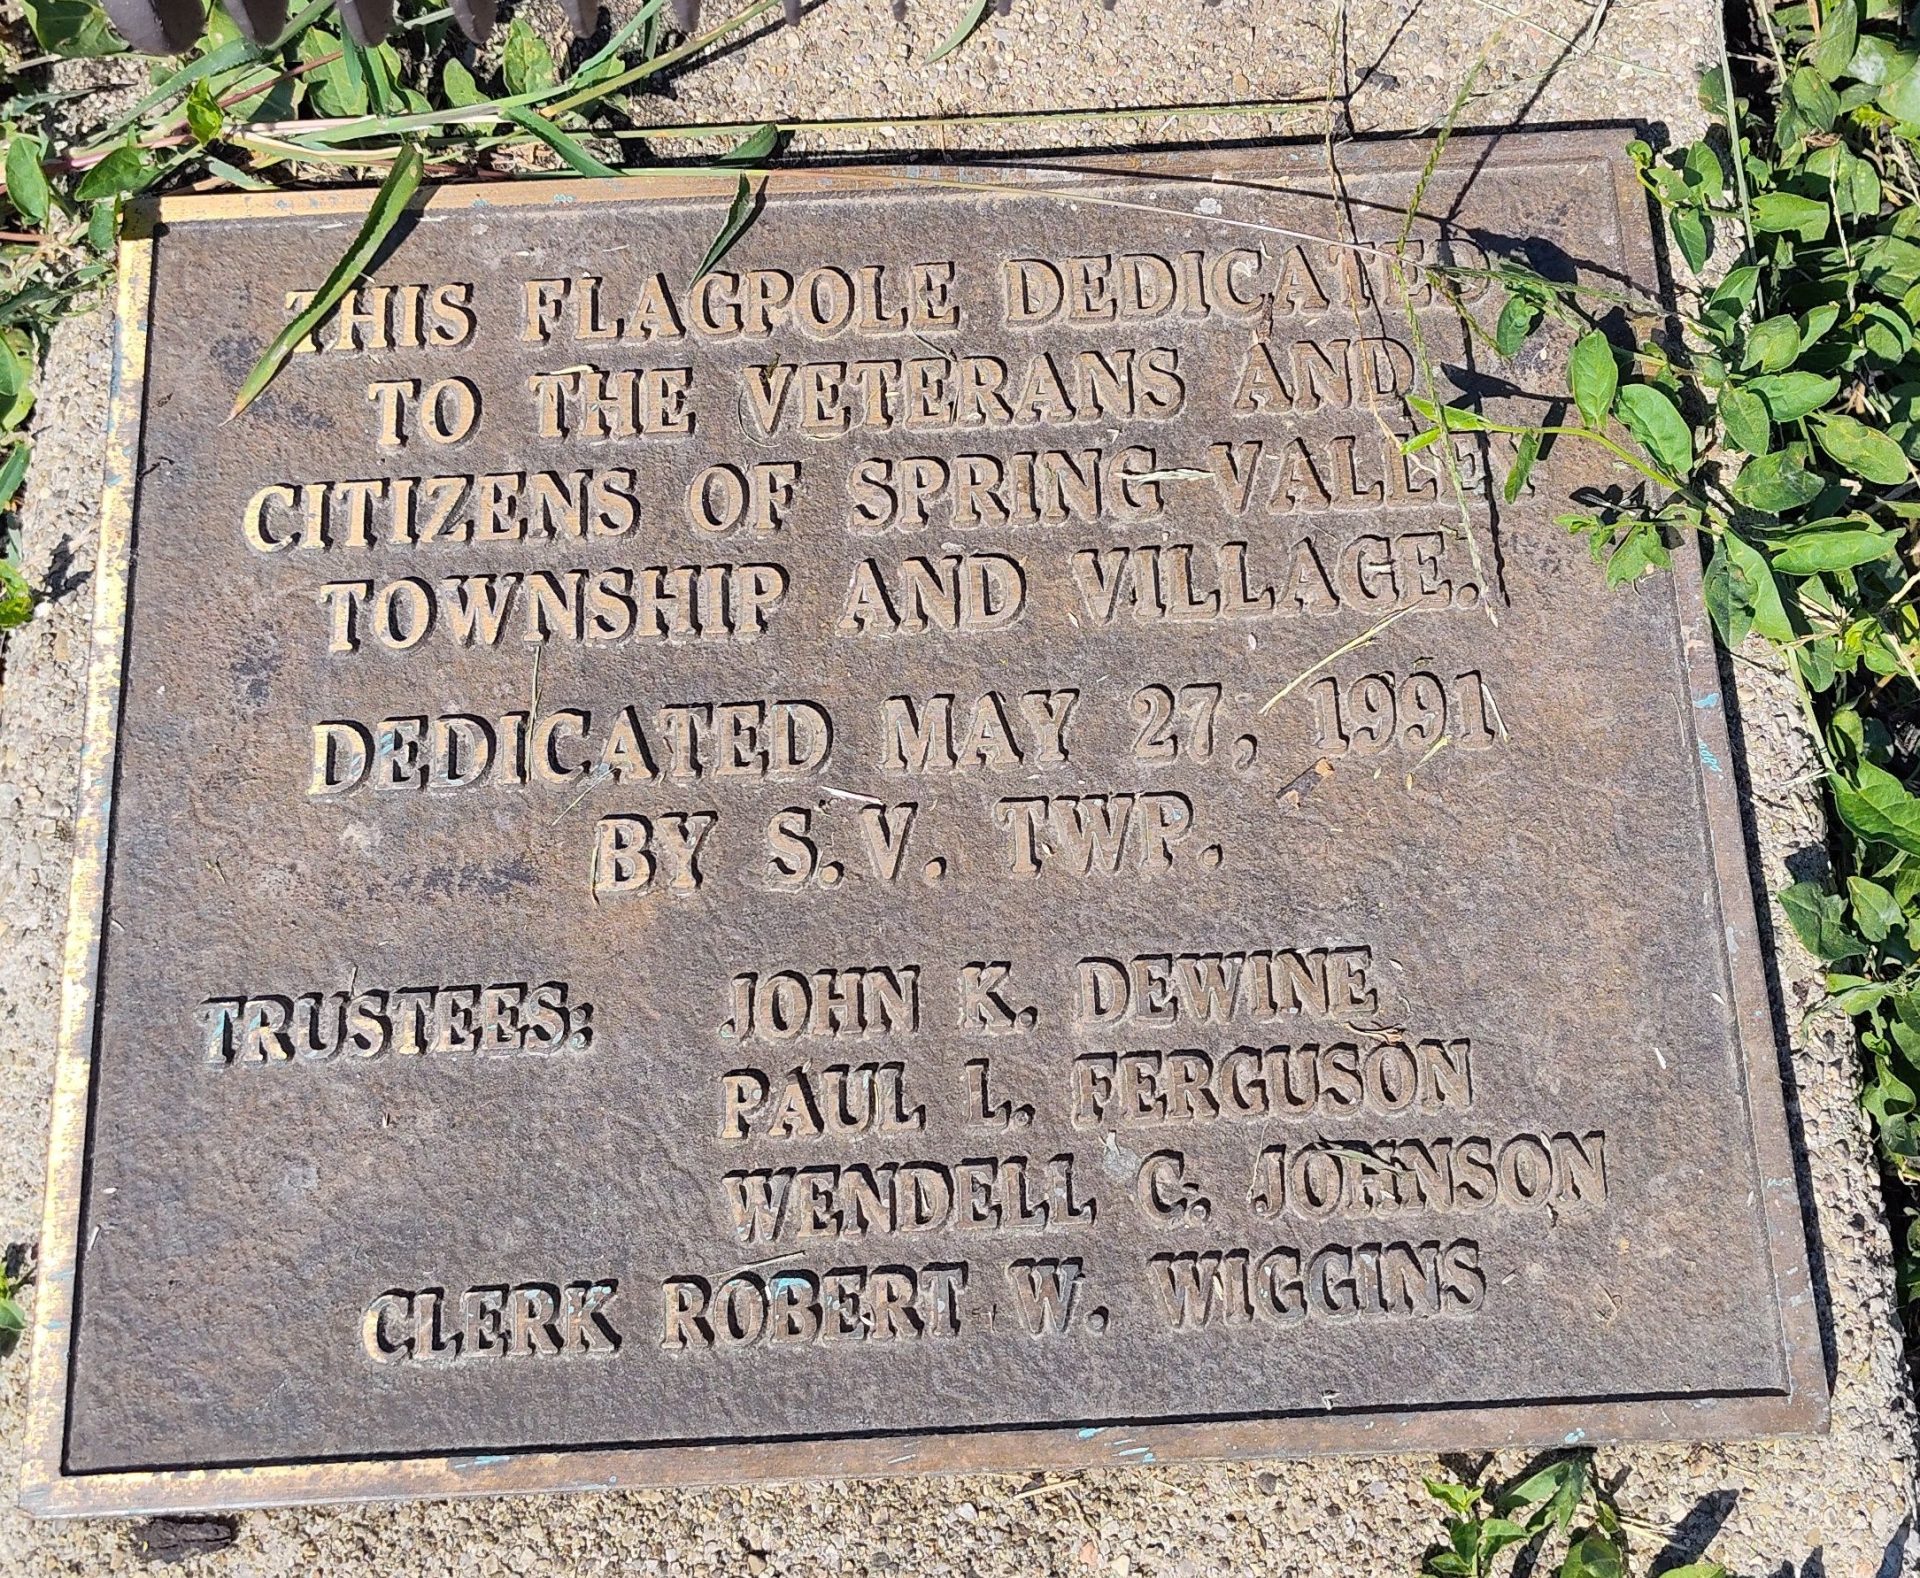 THIS FLAGPOLE DEDICATED
TO THE VETERANS AND
CITIZENS OF SPRING VALLEY
TOWNSHIP AND VILLAGE.
DEDICATED MAY 27, 1991
BY S.V. TWP.
TRUSTEES: JOHN K. DEWINE
PAUL L. FERGUSON
WENDELL C. JOHNSON
CLERK ROBERT W. WIGGINS